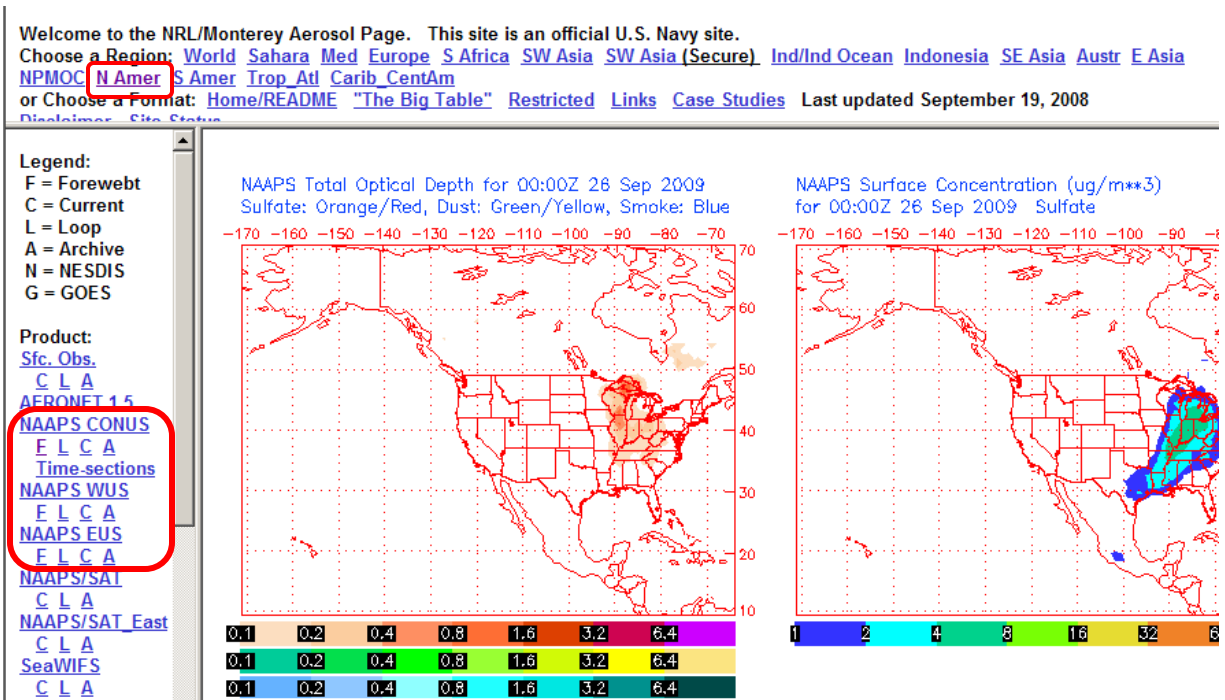 Welcome to the NRL/Monterey Aerosol Page. This site is an official U.S. Navy site.
Choose a Region: World Sahara Med Europe S Africa SW Asia SW Asia (Secure) Ind/Ind Ocean Indonesia SE Asia Austr E Asia
NPMOC N Amer S Amer Trop_Atl Carib_CentAm
or Choose a Format: Home/README "The Big Table" Restricted Links Case Studies Last updated September 19, 2008
Disclaimer Site Status
Legend:
F = Forewebt
C = Current
L = Loop
A = Archive
N = NESDIS
G = GOES
Product:
Sfc. Obs.
C L A
AERONET 1.5
NAAPS CONUS
F L C A
Time-sections
NAAPS WUS
F L C A
NAAPS EUS
F L C A
NAAPS/SAT
C L A
NAAPS/SAT_East
C L A
SeaWIFS
C L A
NAAPS Total Optical Depth for 00:00Z 26 Sep 2009
Sulfate: Orange/Red, Dust: Green/Yellow, Smoke: Blue
-170 -160 -150 -140 -130 -120 -110 -100 -90 -80 -70
70
60
50
40
30
20
10
0.1 0.2 0.4 0.8 1.6 3.2 6.4
0.1 0.2 0.4 0.8 1.6 3.2 6.4
0.1 0.2 0.4 0.8 1.6 3.2 6.4
NAAPS Surface Concentration (ug/m**3)
for 00:00Z 26 Sep 2009 Sulfate
-170 -160 -150 -140 -130 -120 -110 -100 -90
1 2 4 8 16 32